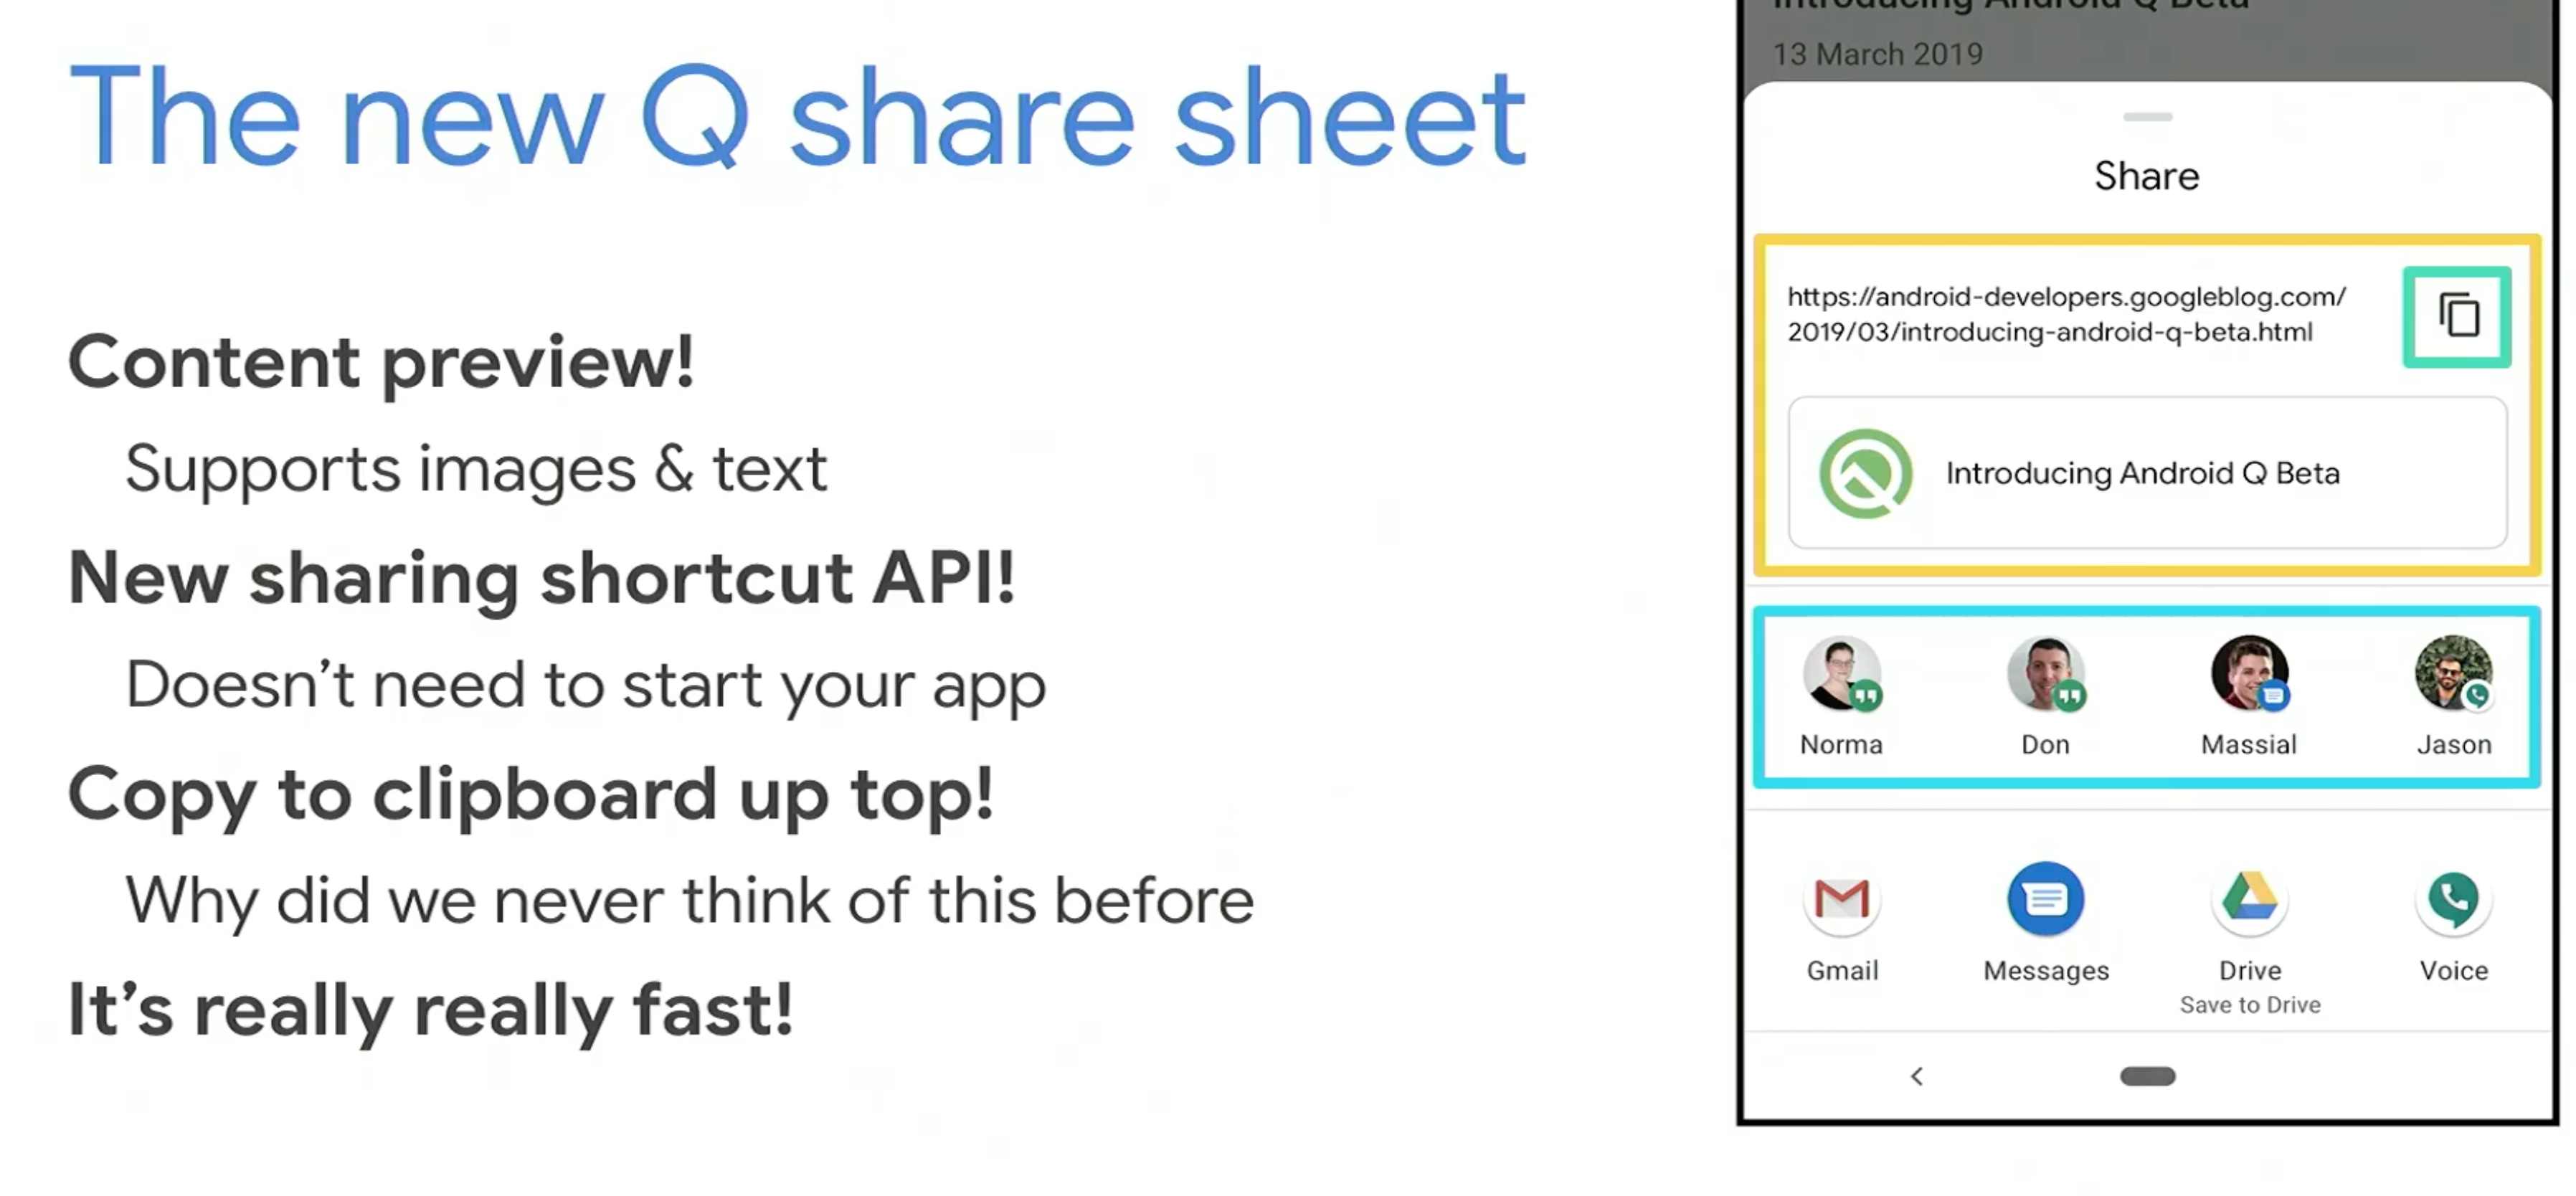 The new Q share sheet
Content preview!
Supports images & text
New sharing shortcut API!
Doesn't need to start your app
Copy to clipboard up top!
Why did we never think of this before
It's really really fast!
Introducing Android Q Beta
13 March 2019
Share
https://android-developers.googleblog.com/
2019/03/introducing-android-q-beta.html
Introducing Android Q Beta
Norma
Don
Massial
Jason
Gmail
Messages
Drive
Voice
Save to Drive